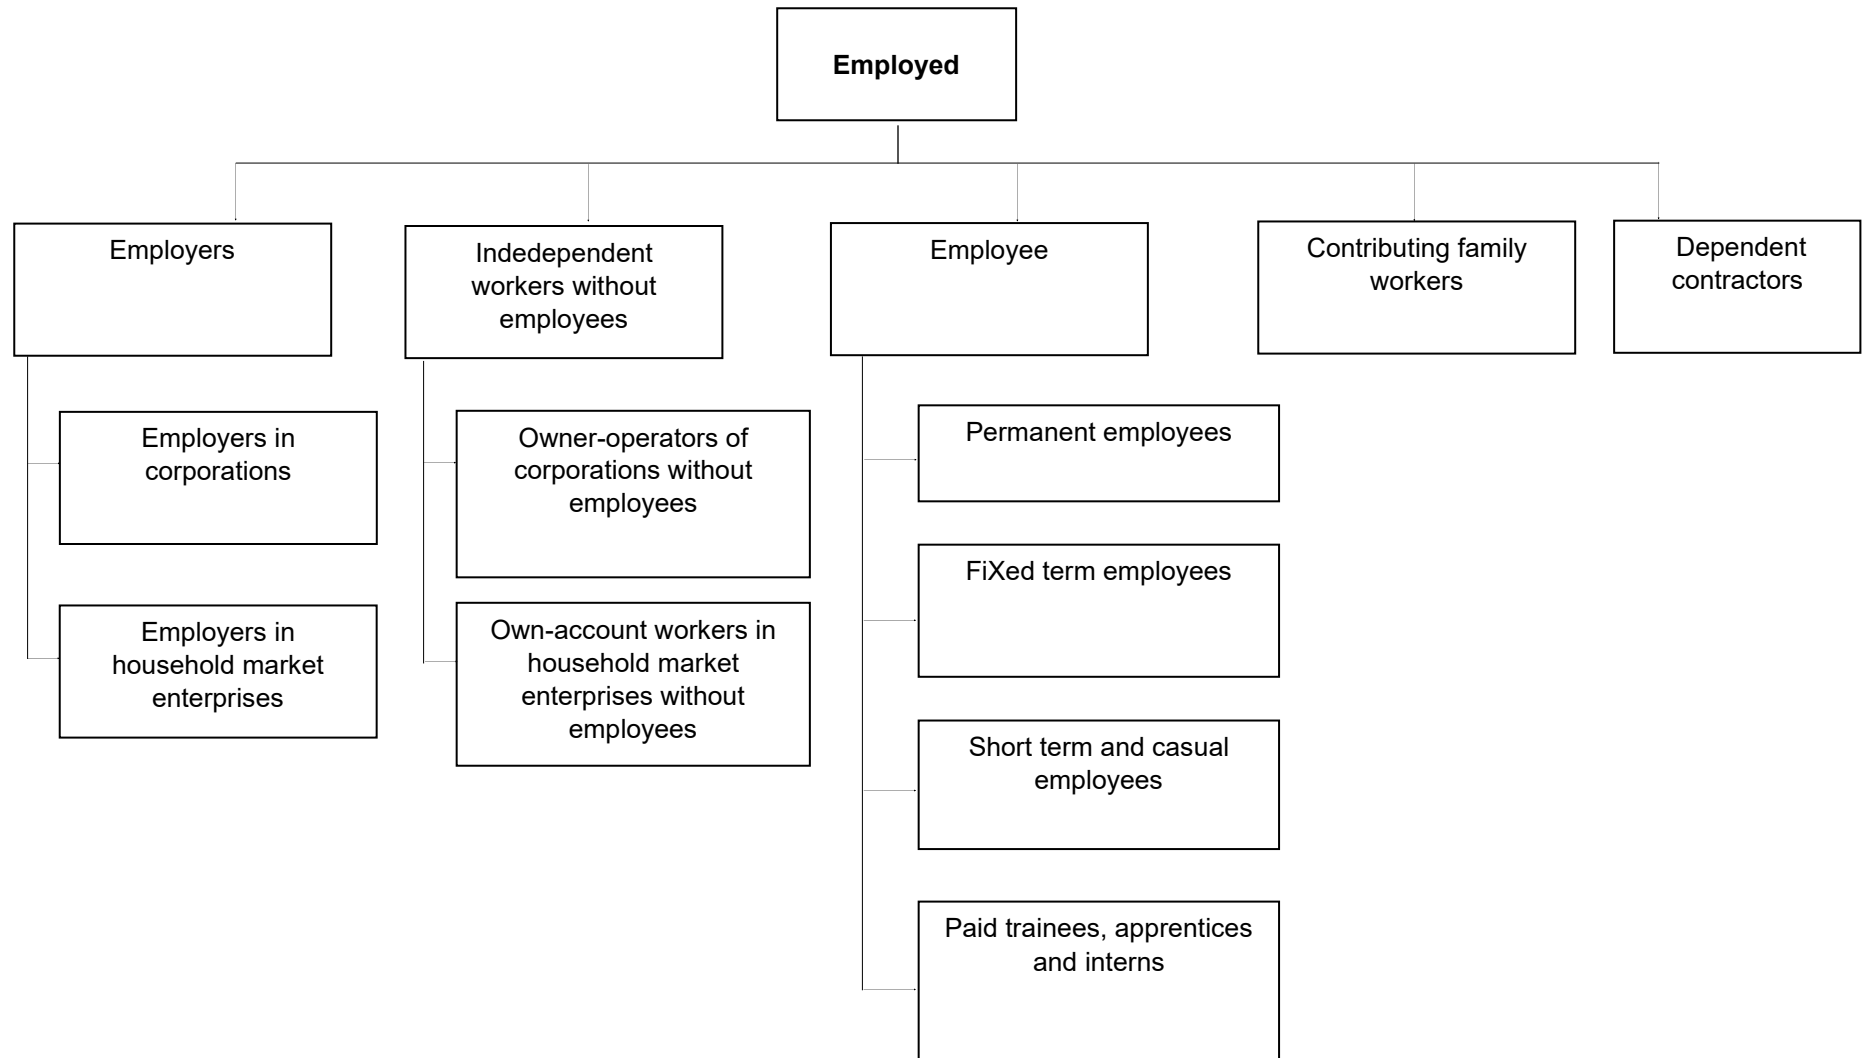 Employed
Employers
Indedependent
workers without
employees
Employee
Contributing family
workers
Dependent
contractors
Employers in
corporations
Employers in
household market
enterprises
Owner-operators of
corporations without
employees
Own-account workers in
household market
enterprises without
employees
Permanent employees
FiXed term employees
Short term and casual
employees
Paid trainees, apprentices
and interns